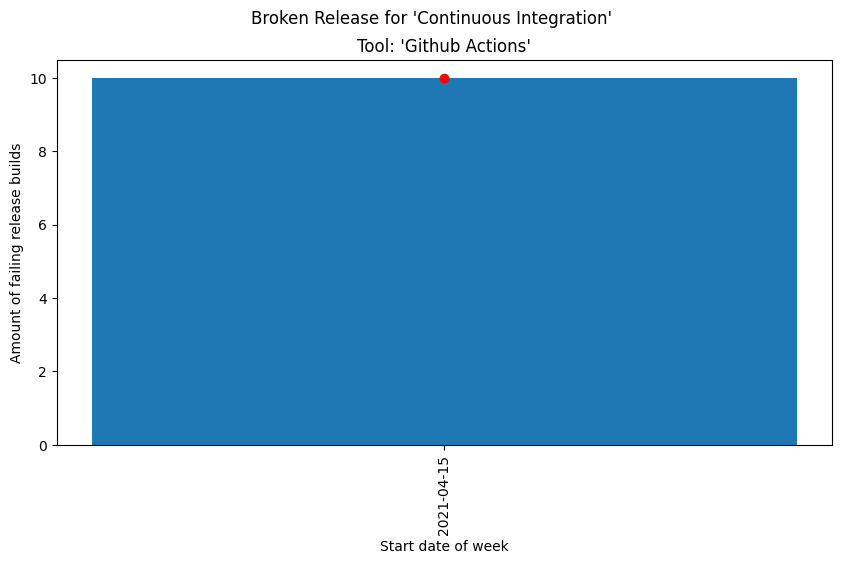 Broken Release for 'Continuous Integration'
Tool: 'Github Actions'
Amount of failing release builds
10
8
6
4
2
0
2021-04-15
Start date of week